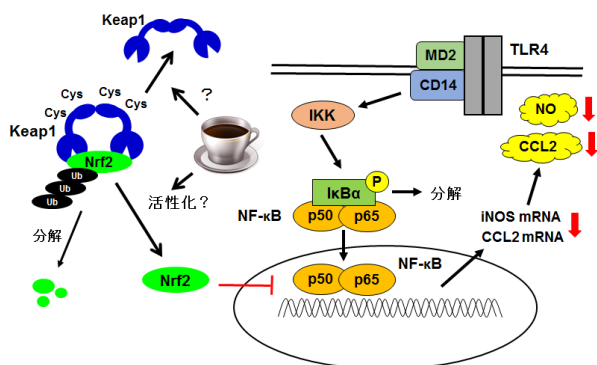 Keap1
Cys
Cys
Cys
Cys
Keap1
Nrf2
Ub
Ub
Ub
分解
?
活性化？
Nrf2
MD2
CD14
TLR4
IKK
IκBα
P
分解
NF-κB
p50
p65
p50
p65
NF-κB
NO
CCL2
iNOS mRNA
CCL2 mRNA